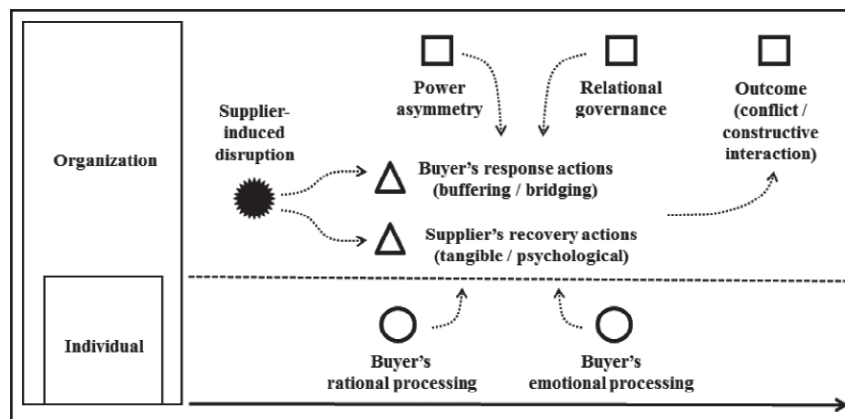 Organization
Individual
Supplier-
induced
disruption
Power
asymmetry
Relational
governance
Outcome
(conflict /
constructive
interaction)
Buyer's response actions
(buffering / bridging)
Supplier's recovery actions
(tangible / psychological)
Buyer's
rational processing
Buyer's
emotional processing